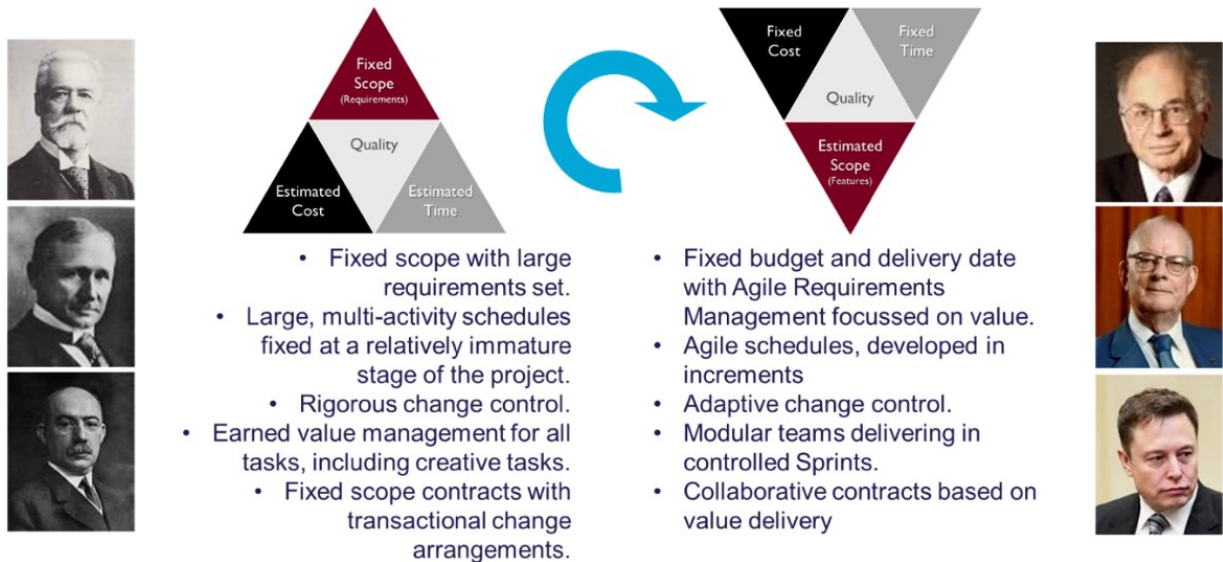 Fixed
Scope
(Requirements)
Quality
Estimated
Cost
Estimated
Time
Fixed
Cost
Fixed
Time
Quality
Estimated
Scope
(Features)
• Fixed scope with large
requirements set.
• Large, multi-activity schedules
fixed at a relatively immature
stage of the project.
• Rigorous change control.
• Earned value management for all
tasks, including creative tasks.
• Fixed scope contracts with
transactional change
arrangements.
• Fixed budget and delivery date
with Agile Requirements
Management focussed on value.
• Agile schedules, developed in
increments
• Adaptive change control.
• Modular teams delivering in
controlled Sprints.
• Collaborative contracts based on
value delivery